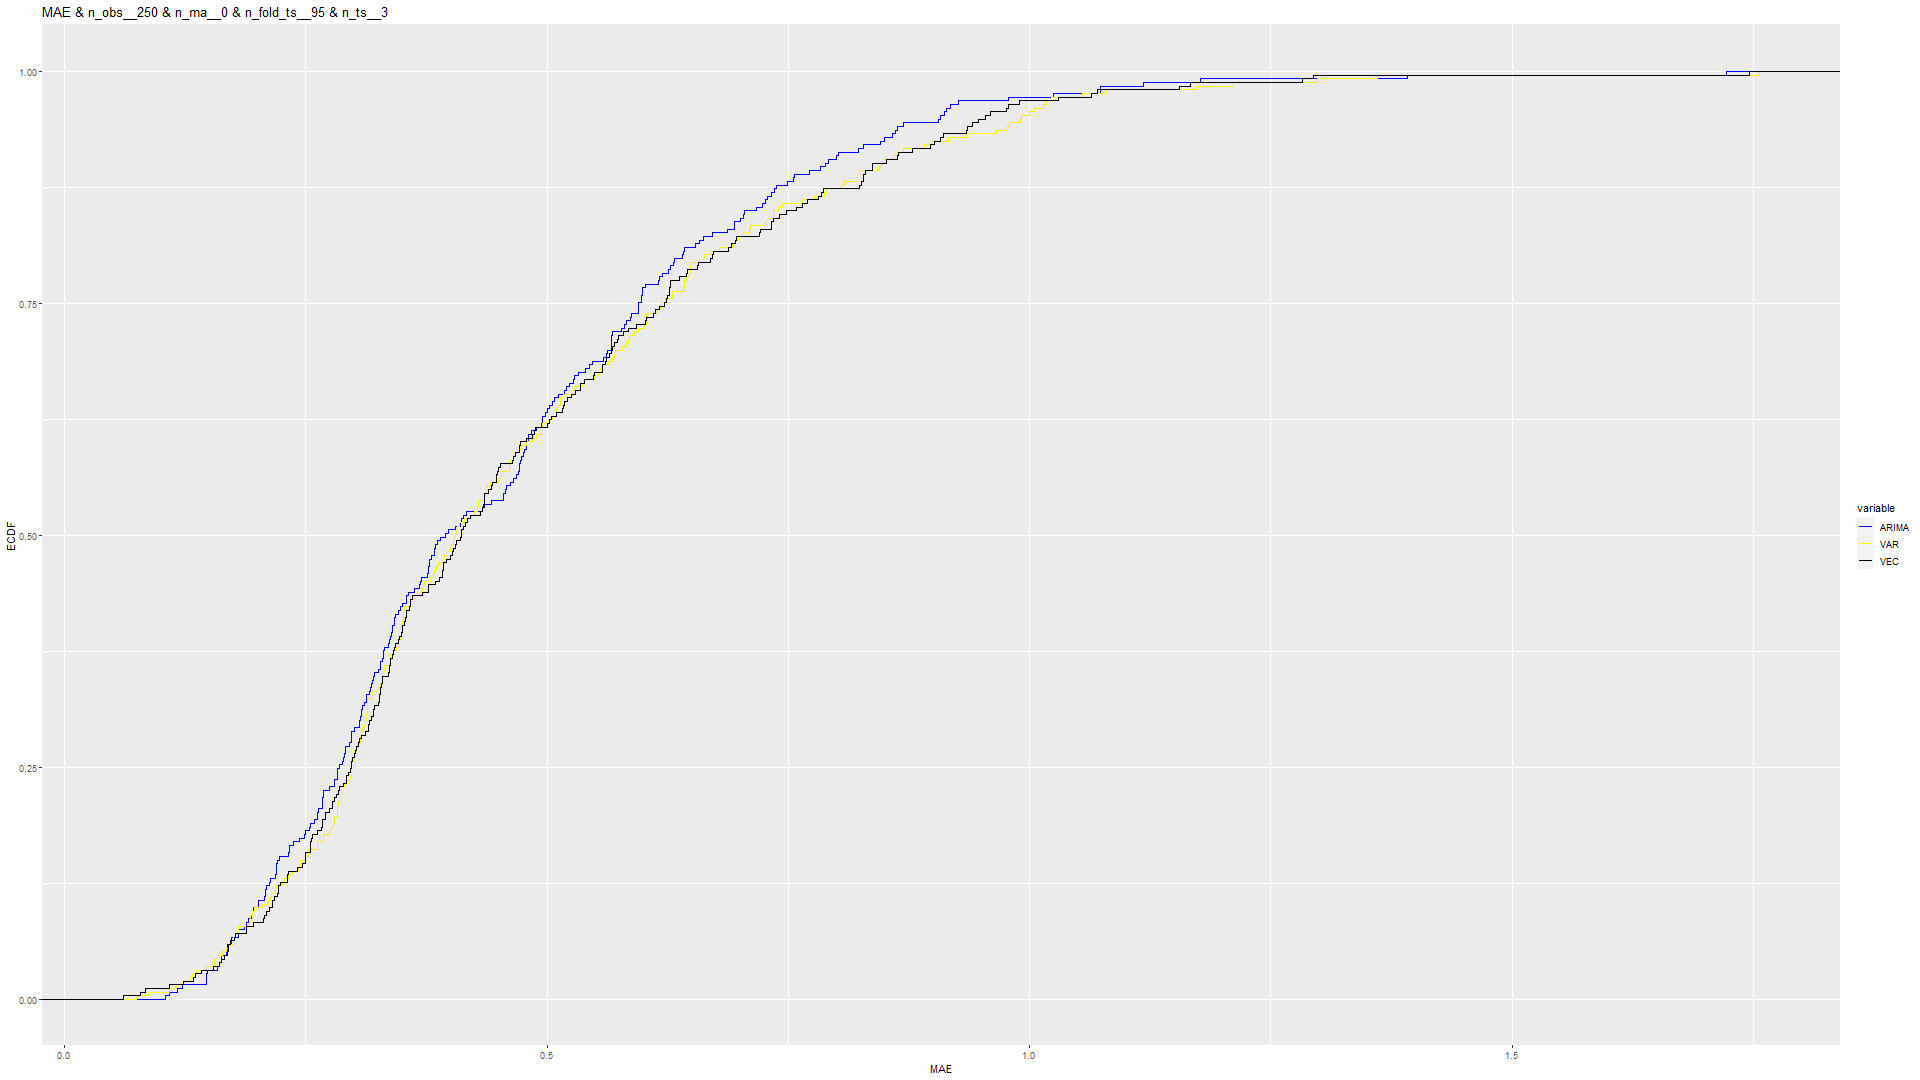 MAE & n_obs__250 & n_ma__0 & n_fold_ts__95 & n_ts__3
1.00
0.75
0.50
0.25
0.00
ECDF
0.0
0.5
1.0
1.5
MAE
variable
ARIMA
VAR
VEC